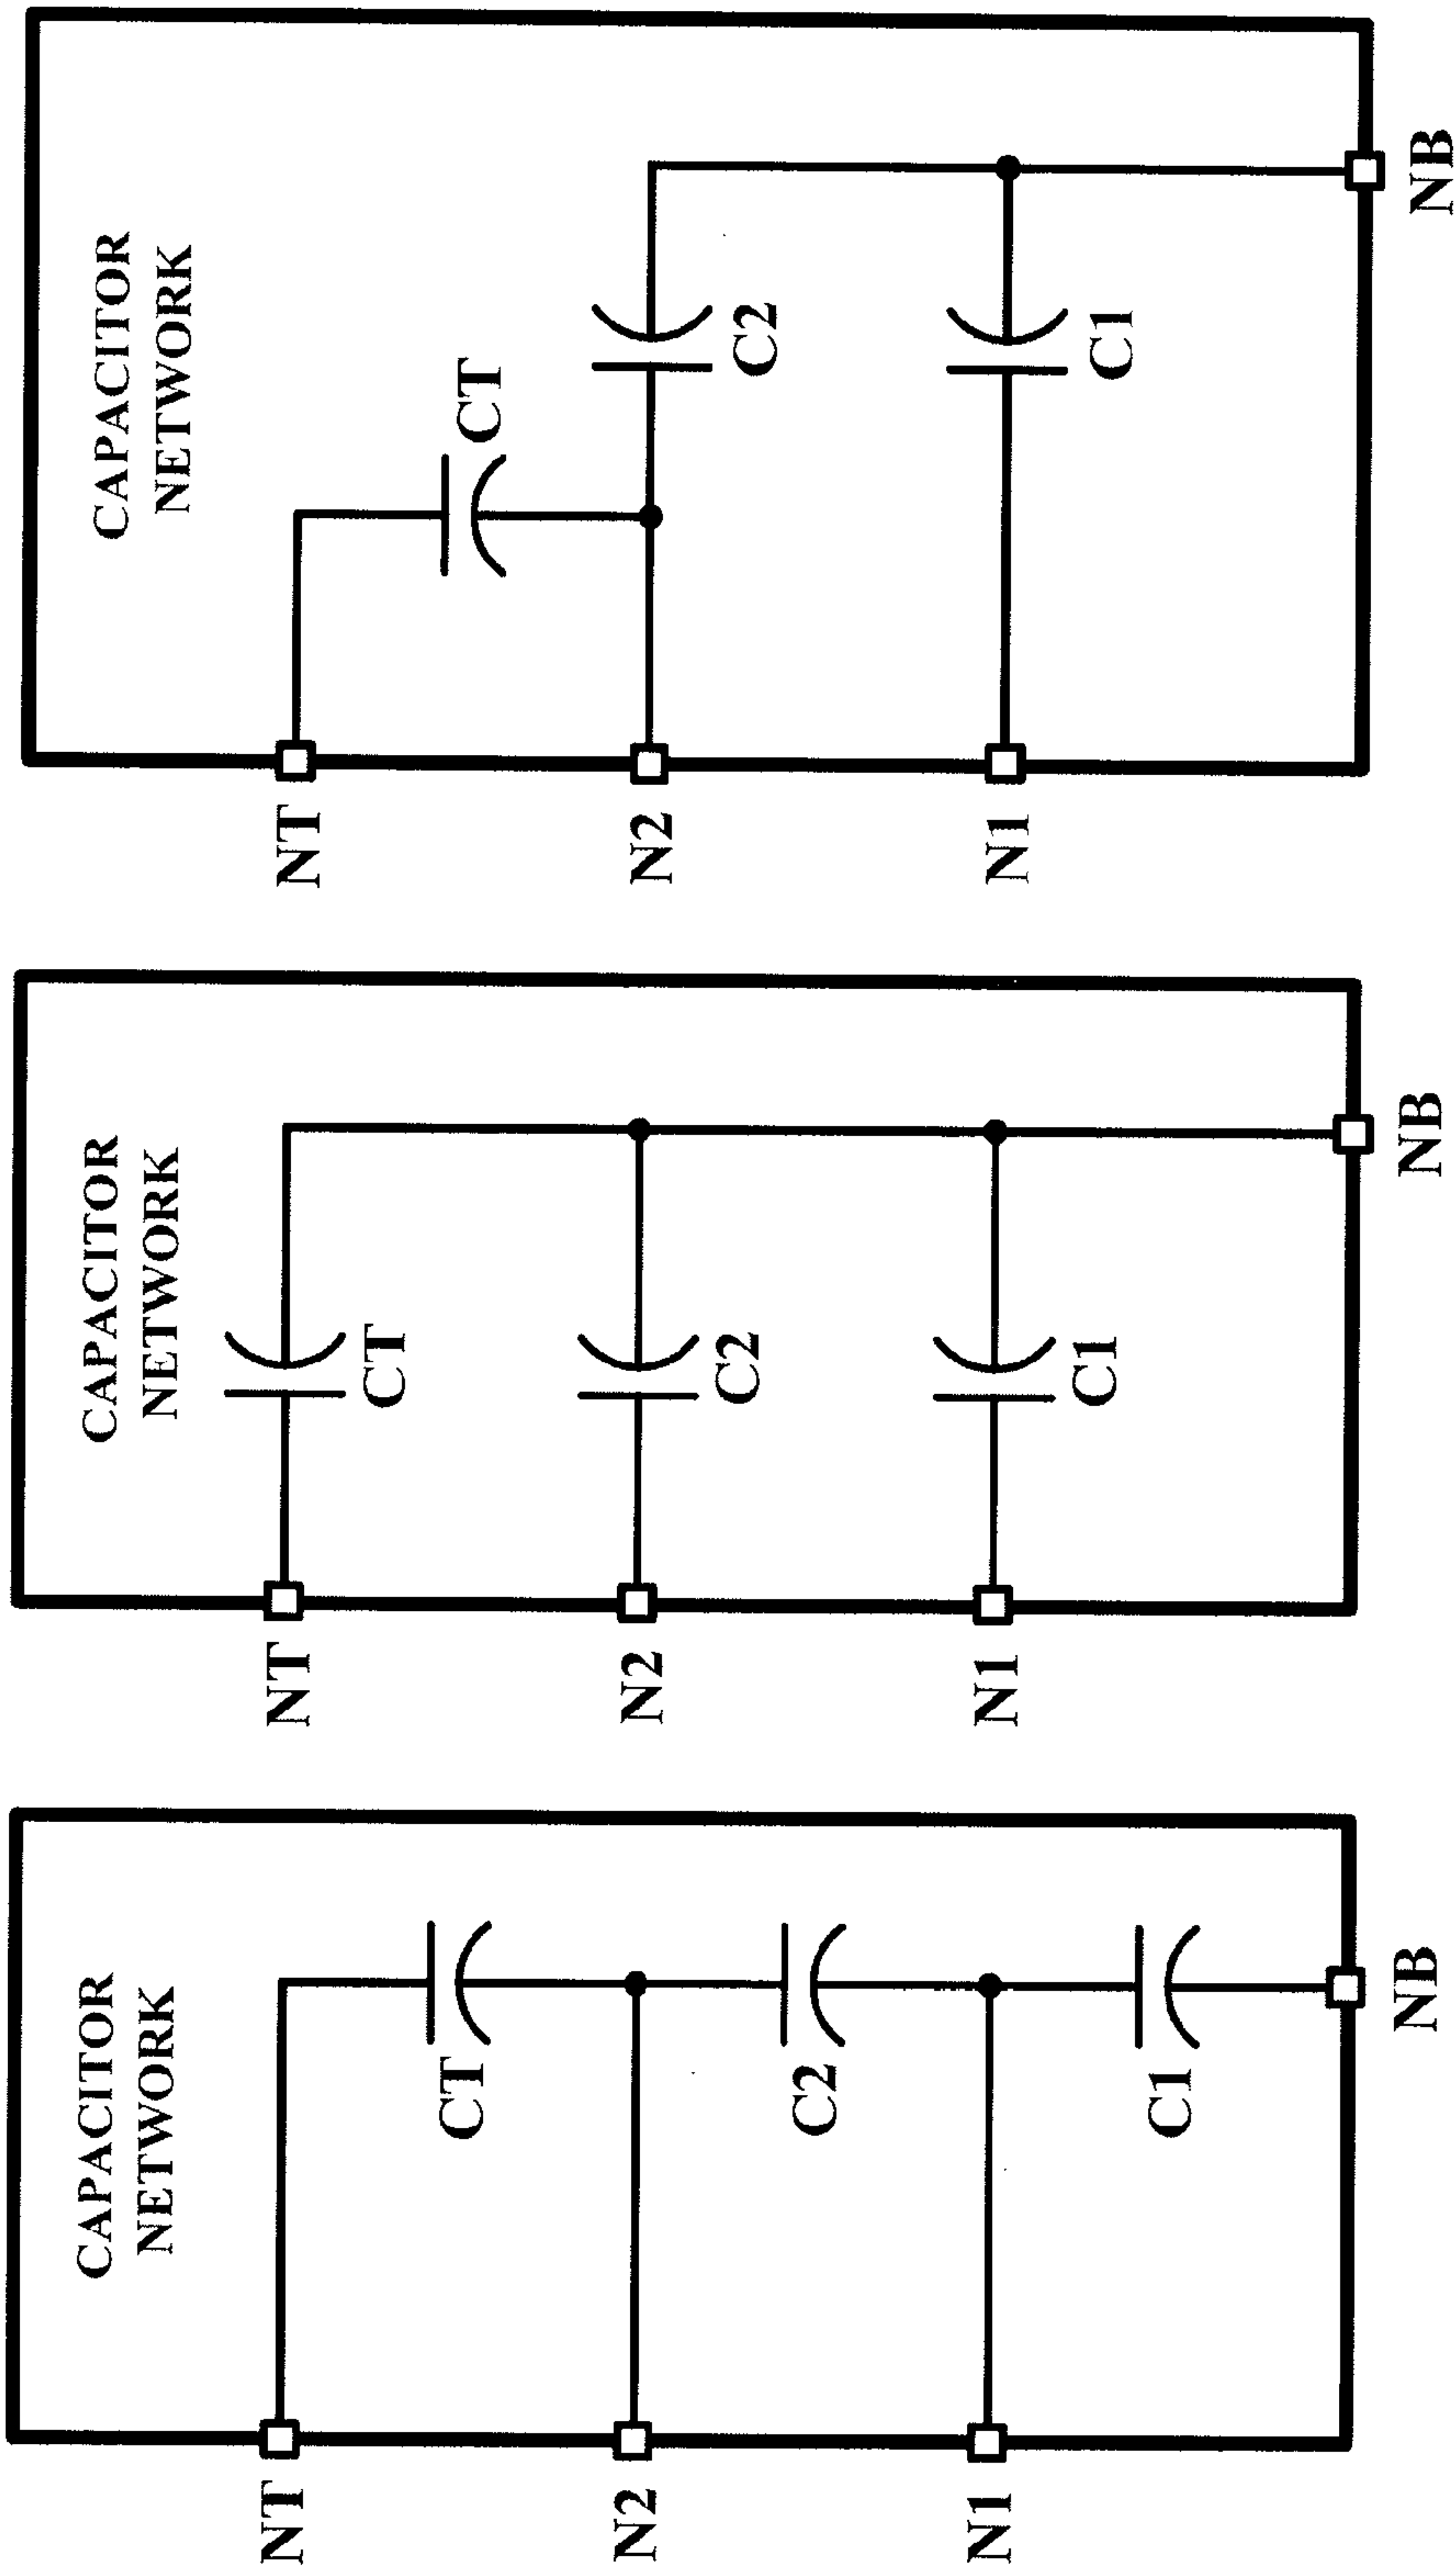 CAPACITOR
NETWORK
CT
C2
C1
NT
N2
N1
NB
CAPACITOR
NETWORK
CT
C2
C1
NT
N2
N1
NB
CAPACITOR
NETWORK
CT
C2
C1
NT
N2
N1
NB